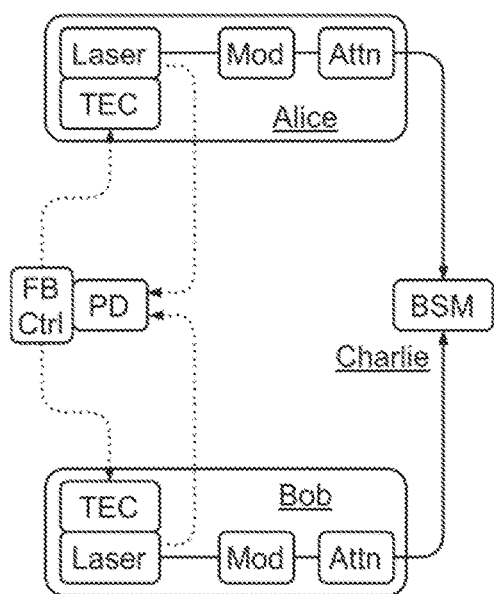 Laser Mod Attn
TEC
Alice
FB
Ctrl
PD
BSM
Charlie
TEC
Bob
Laser Mod Attn